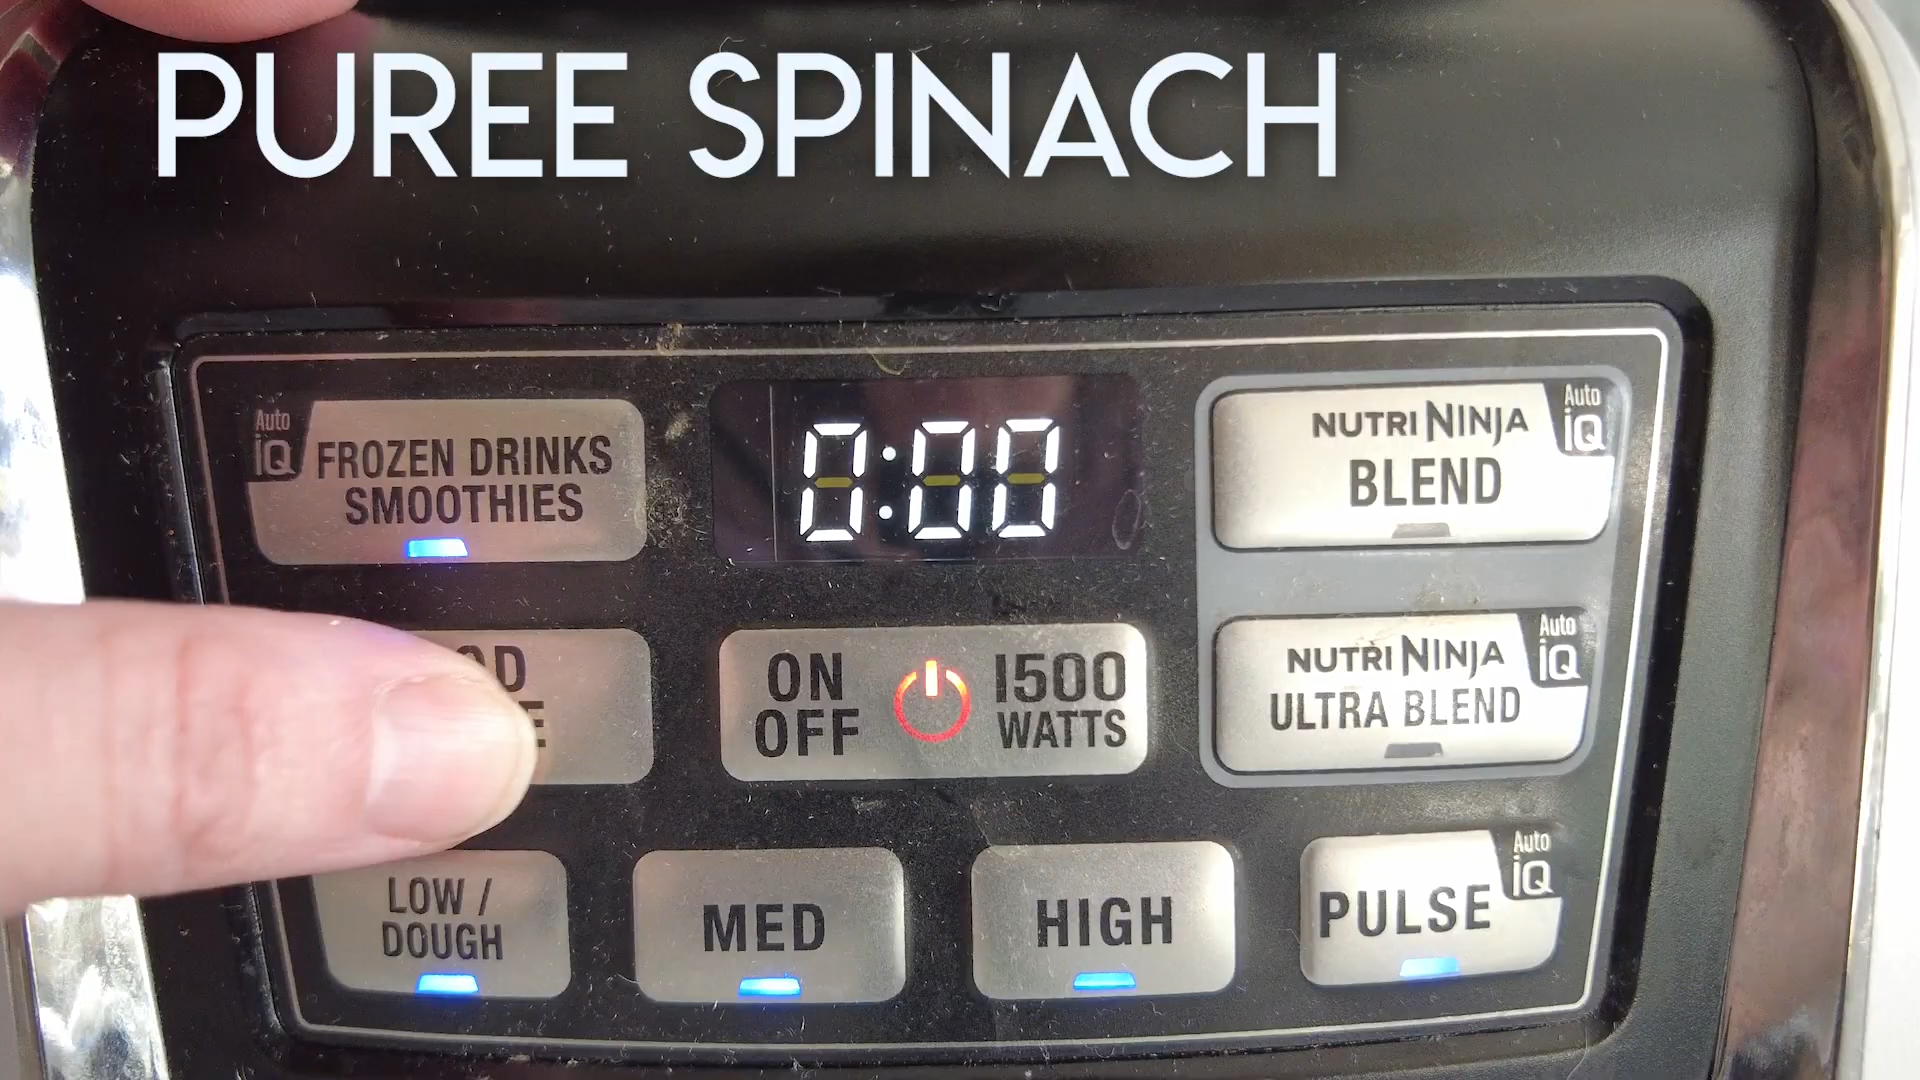 PUREE SPINACH
Auto
iQ
FROZEN DRINKS
SMOOTHIES
0:00
NUTRI NINJA
BLEND
Auto
iQ
ON
OFF
1500
WATTS
NUTRI NINJA
ULTRA BLEND
Auto
iQ
LOW /
DOUGH
MED
HIGH
PULSE
Auto
iQ